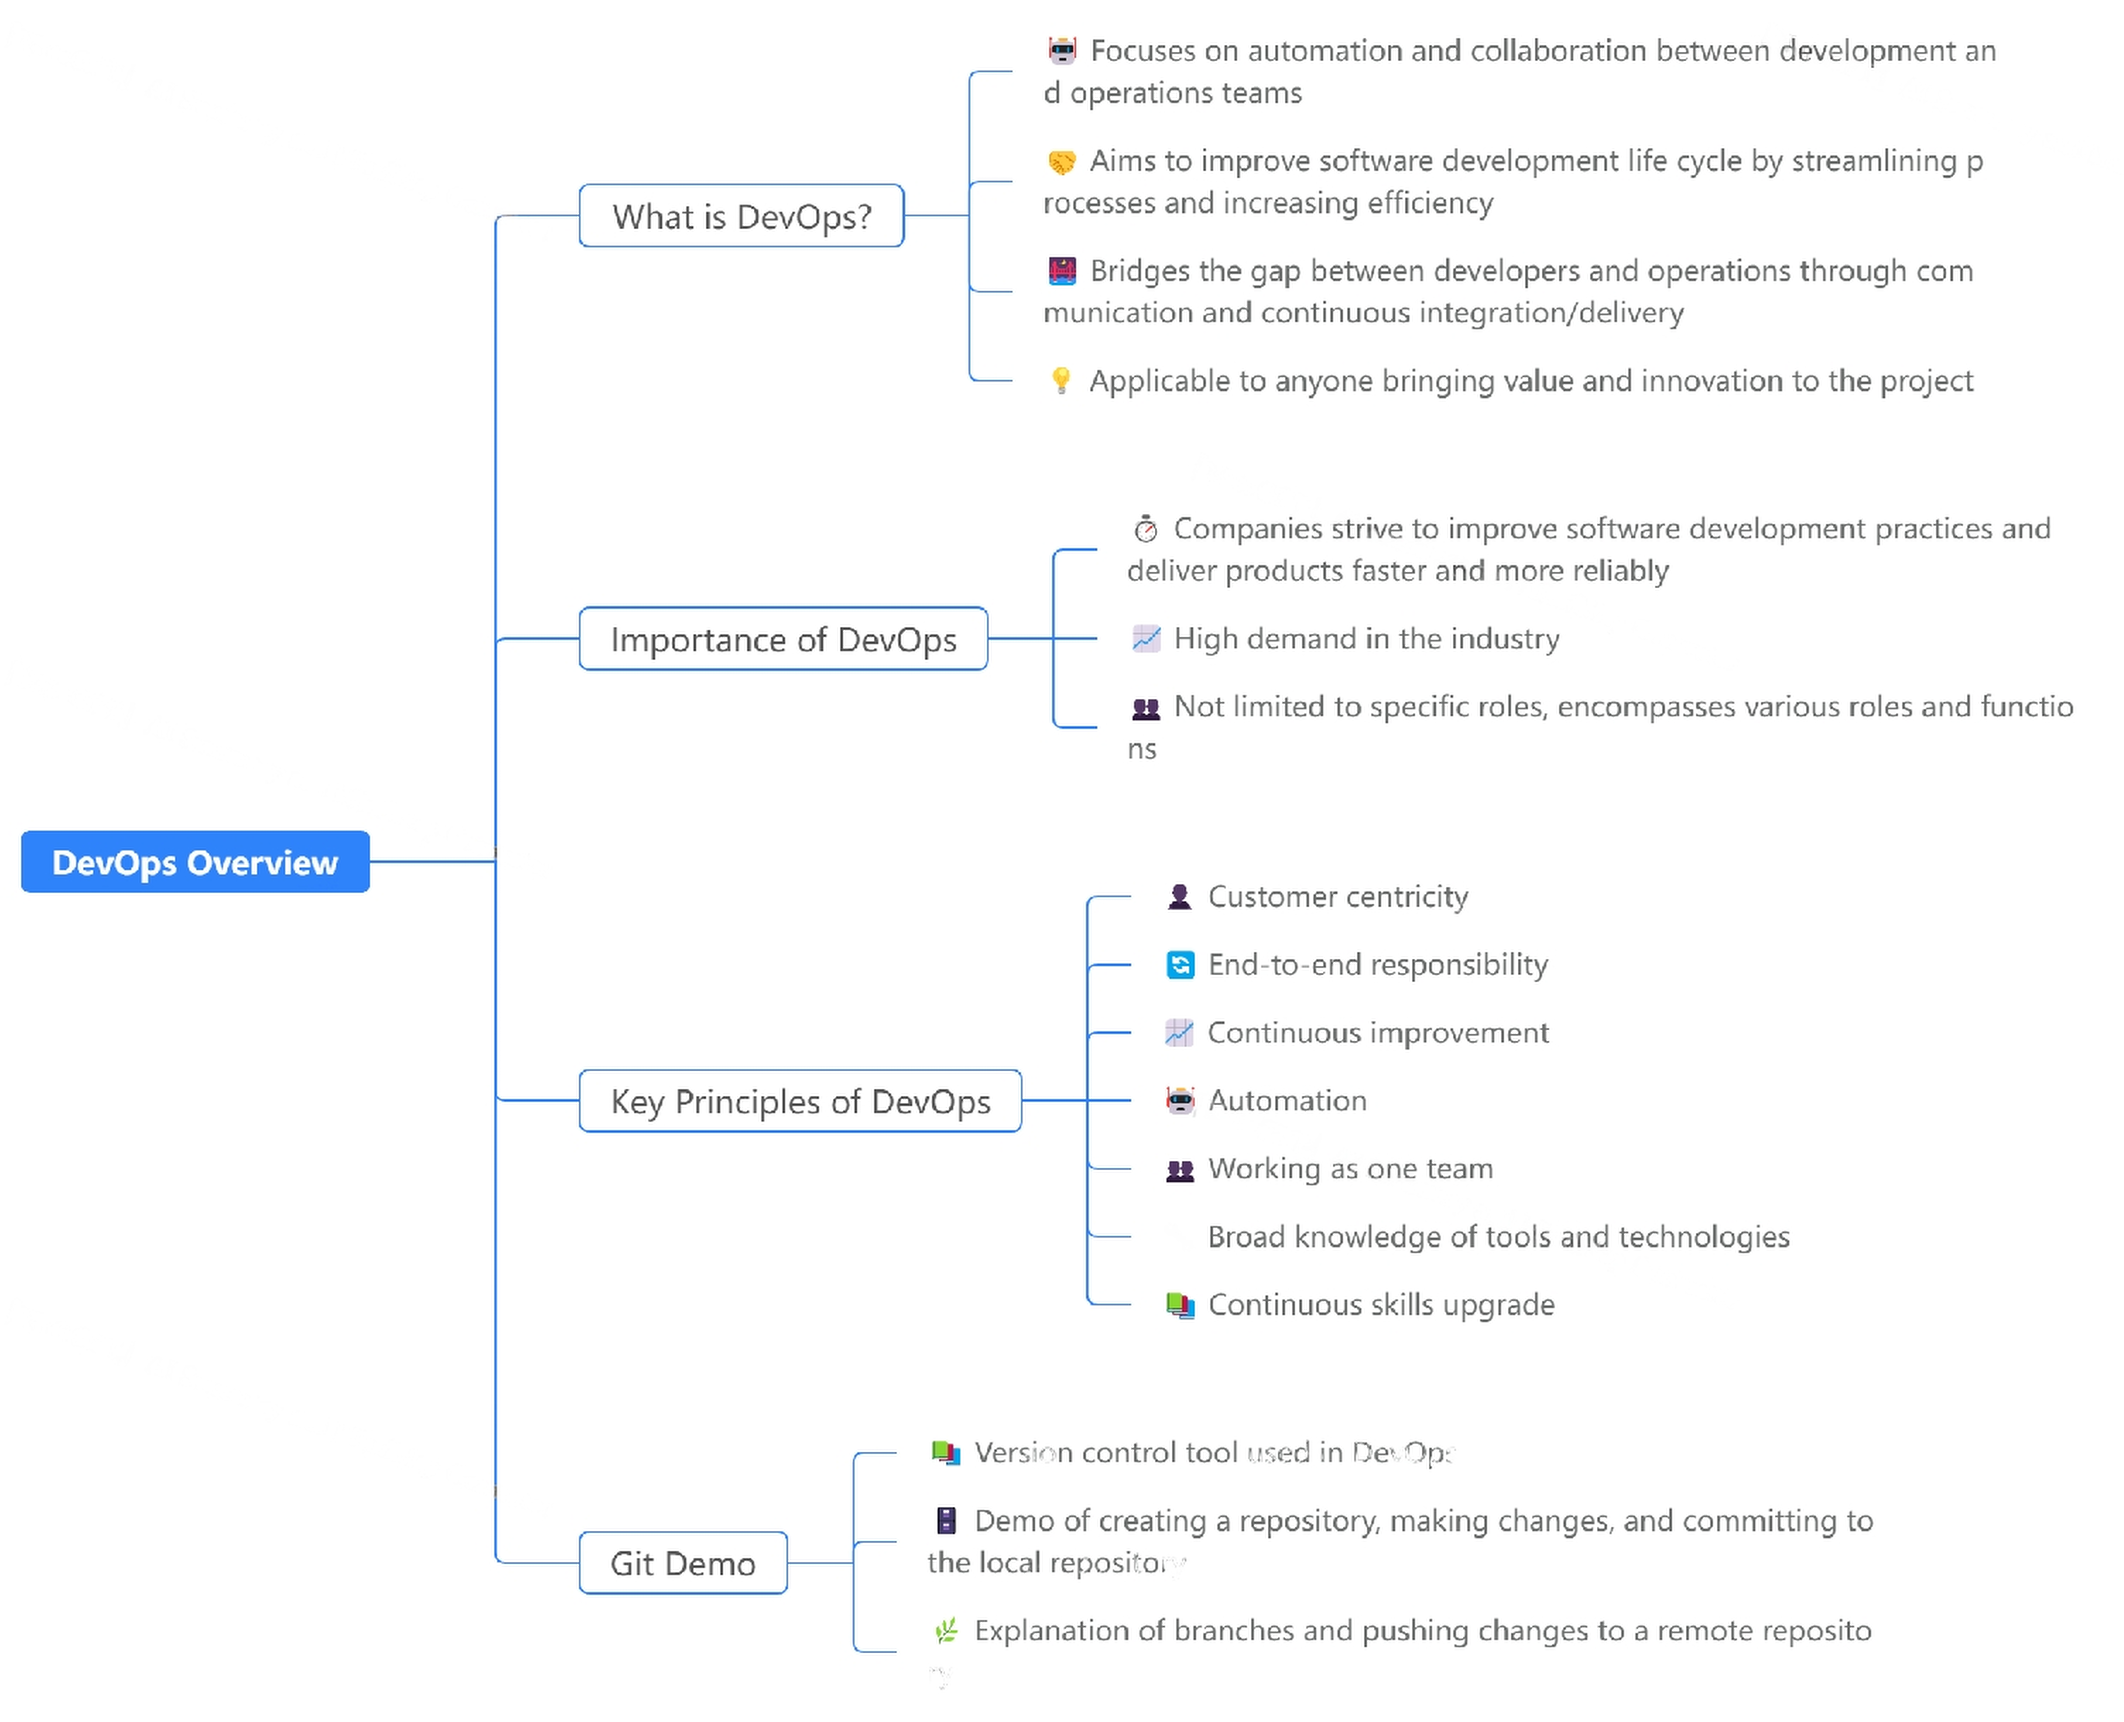 Focuses on automation and collaboration between development an
d operations teams
Aims to improve software development life cycle by streamlining p
rocesses and increasing efficiency
What is DevOps?
Bridges the gap between developers and operations through com
munication and continuous integration/delivery
Applicable to anyone bringing value and innovation to the project
Companies strive to improve software development practices and
deliver products faster and more reliably
Importance of DevOps
High demand in the industry
Not limited to specific roles, encompasses various roles and functio
ns
DevOps Overview
Customer centricity
End-to-end responsibility
Continuous improvement
Key Principles of DevOps
Automation
Working as one team
Broad knowledge of tools and technologies
Continuous skills upgrade
Version control tool used in DevOps
Demo of creating a repository, making changes, and committing to
the local repository
Git Demo
Explanation of branches and pushing changes to a remote reposito